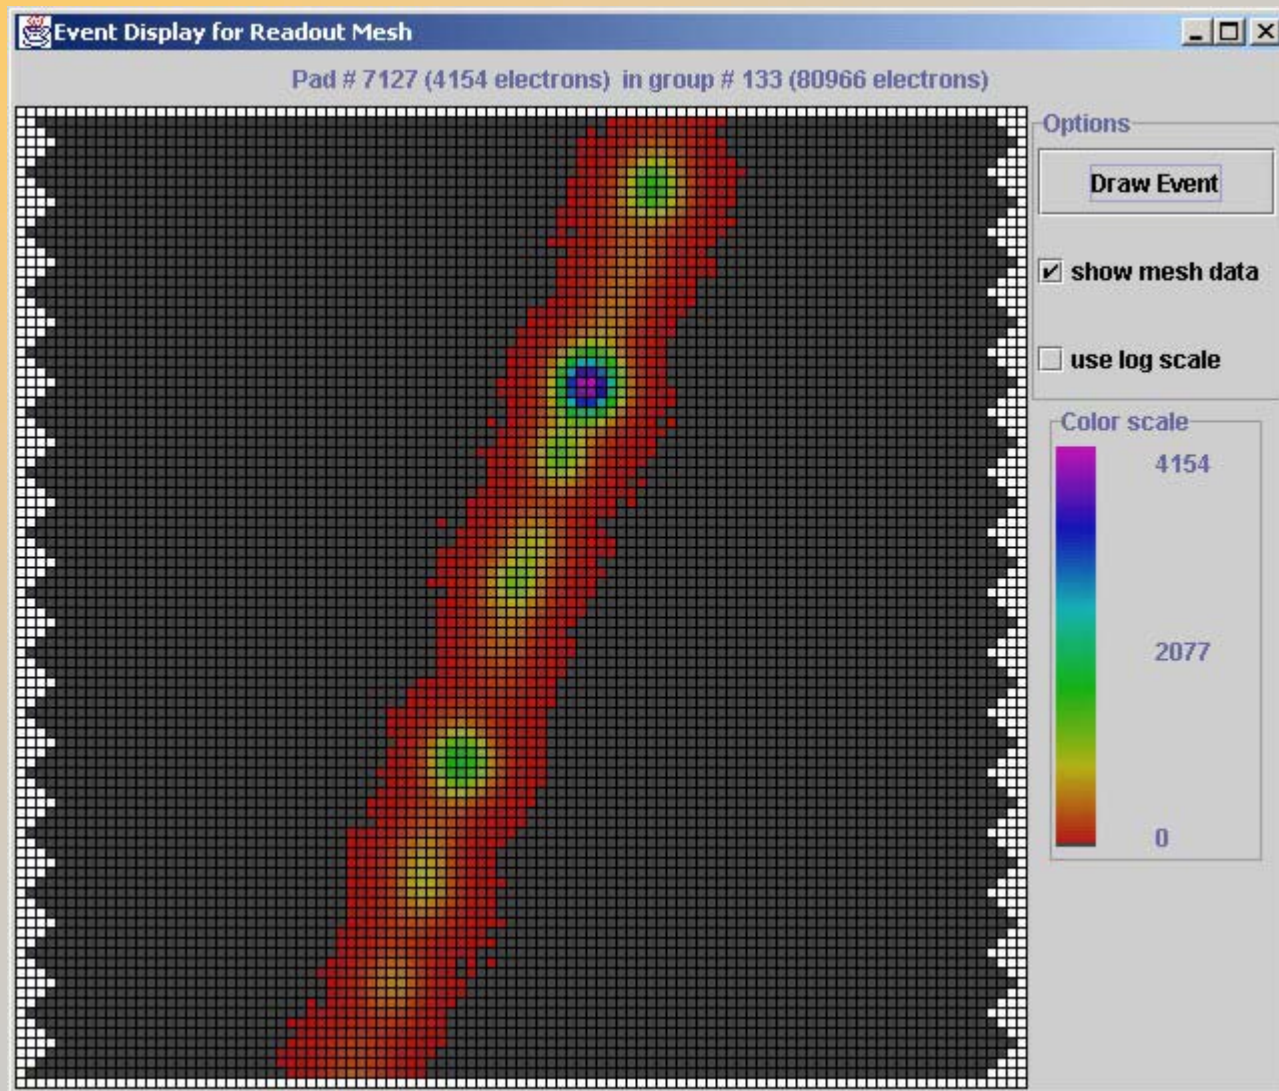 Event Display for Readout Mesh
Pad # 7127 (4154 electrons) in group # 133 (80966 electrons)
Options
Draw Event
show mesh data
use log scale
Color scale
4154
2077
0